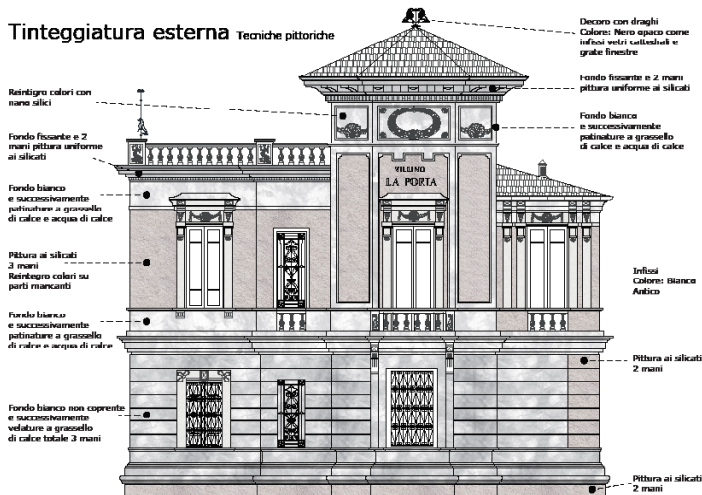 Tinteggiatura esterna Tecniche pittoriche
Reintigro colori con
nano silici
Fondo fissante e 2
mani pittura uniforme
ai silicati
Fondo bianco
e successivamente
patinature a grassello
di calce e acqua di calce
Pittura ai silicati
3 mani
Reintegro colori su
parti mancanti
Fondo bianco
e successivamente
patinature a grassello
di calce e acqua di calce
Fondo bianco non coprente
e successivamente
velature a grassello
di calce totale 3 mani
VILLINO
LA PORTA
Decoro con draghi
Colore: Nero opaco come
infissi vetri cattedrali e
grate finestre
Fondo fissante e 2 mani
pittura uniforme ai silicati
Fondo bianco
e successivamente
patinature a grassello
di calce e acqua di calce
Infissi
Colore: Bianco
Antico
Pittura ai silicati
2 mani
Pittura ai silicati
2 mani